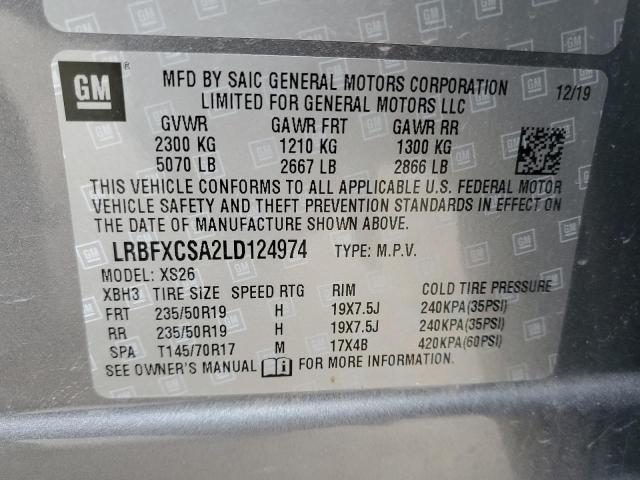 GM ®
MFD BY SAIC GENERAL MOTORS CORPORATION
LIMITED FOR GENERAL MOTORS LLC
12/19
GVWR GAWR FRT GAWR RR
2300 KG 1210 KG 1300 KG
5070 LB 2667 LB 2866 LB
THIS VEHICLE CONFORMS TO ALL APPLICABLE U.S. FEDERAL MOTOR
VEHICLE SAFETY AND THEFT PREVENTION STANDARDS IN EFFECT ON
THE DATE OF MANUFACTURE SHOWN ABOVE.
LRBFXCSA2LD124974 TYPE: M.P.V.
MODEL: XS26
XBH3 TIRE SIZE SPEED RTG RIM COLD TIRE PRESSURE
FRT 235/50R19 H 19X7.5J 240KPA(35PSI)
RR 235/50R19 H 19X7.5J 240KPA(35PSI)
SPA T145/70R17 M 17X4B 420KPA(60PSI)
SEE OWNER'S MANUAL FOR MORE INFORMATION.